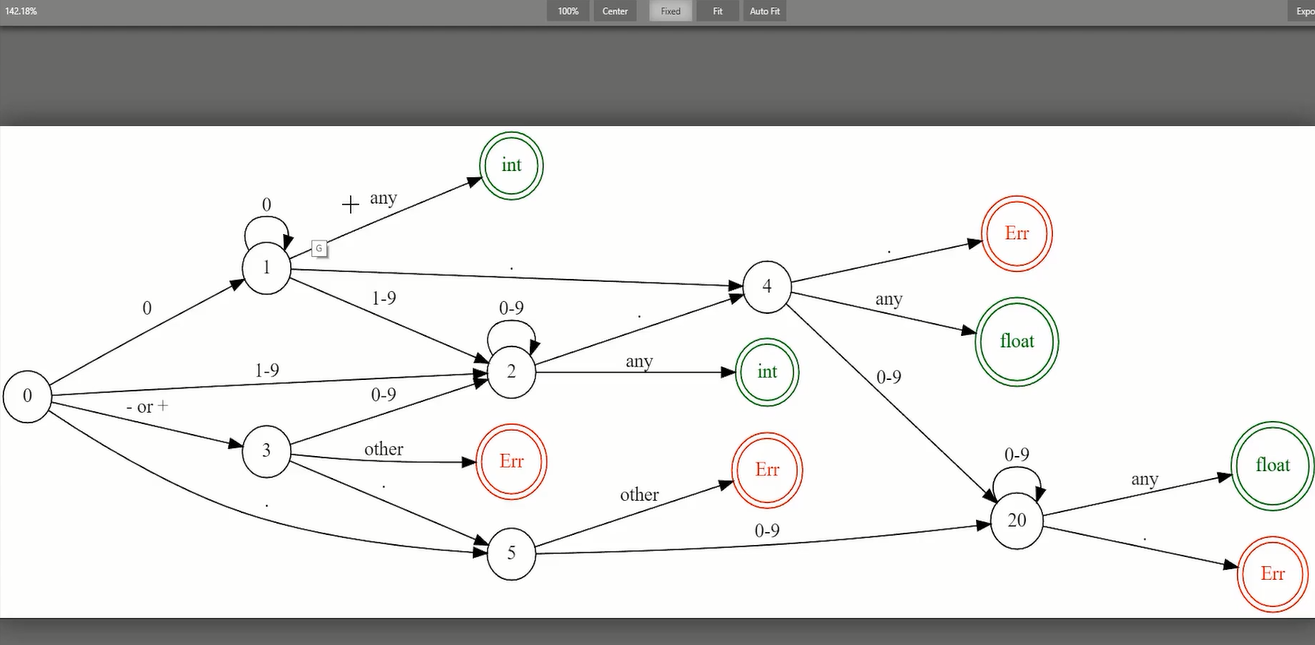 142.18%
100%
Center
Fixed
Fit
Auto Fit
Expo
int
0
any
G
Err
1
.
.
4
0
1-9
0-9
any
.
float
1-9
2
any
int
0
0-9
0-9
- or +
3
other
Err
Err
0-9
float
.
other
any
.
0-9
20
5
.
Err